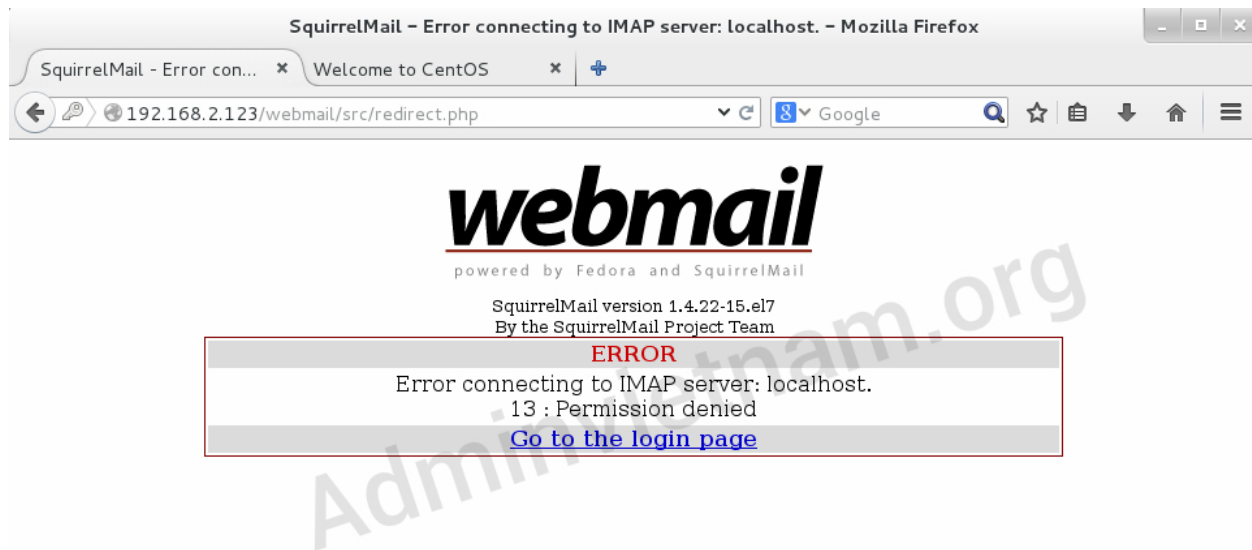 SquirrelMail – Error connecting to IMAP server: localhost. – Mozilla Firefox
SquirrelMail - Error con... Welcome to CentOS
192.168.2.123/webmail/src/redirect.php 8 Google
webmail
powered by Fedora and SquirrelMail
SquirrelMail version 1.4.22-15.el7
By the SquirrelMail Project Team
ERROR
Error connecting to IMAP server: localhost.
13 : Permission denied
Go to the login page
Adminvietnam.org